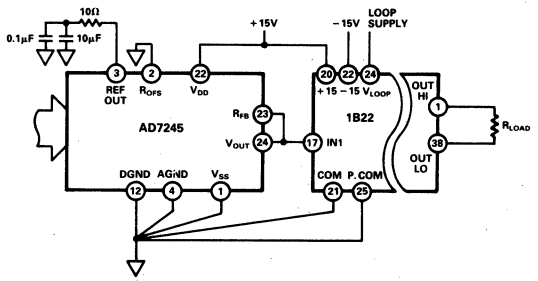 10Ω
0.1μF
10μF
+15V
-15V
LOOP
SUPPLY
3
2
22
REF
OUT
R_OFS
V_DD
AD7245
R_FB
23
V_OUT
24
DGND
AGND
V_SS
12
4
1
20
22
24
+15
-15
V_LOOP
1B22
17
IN1
COM
P. COM
21
25
OUT
HI
1
R_LOAD
38
OUT
LO